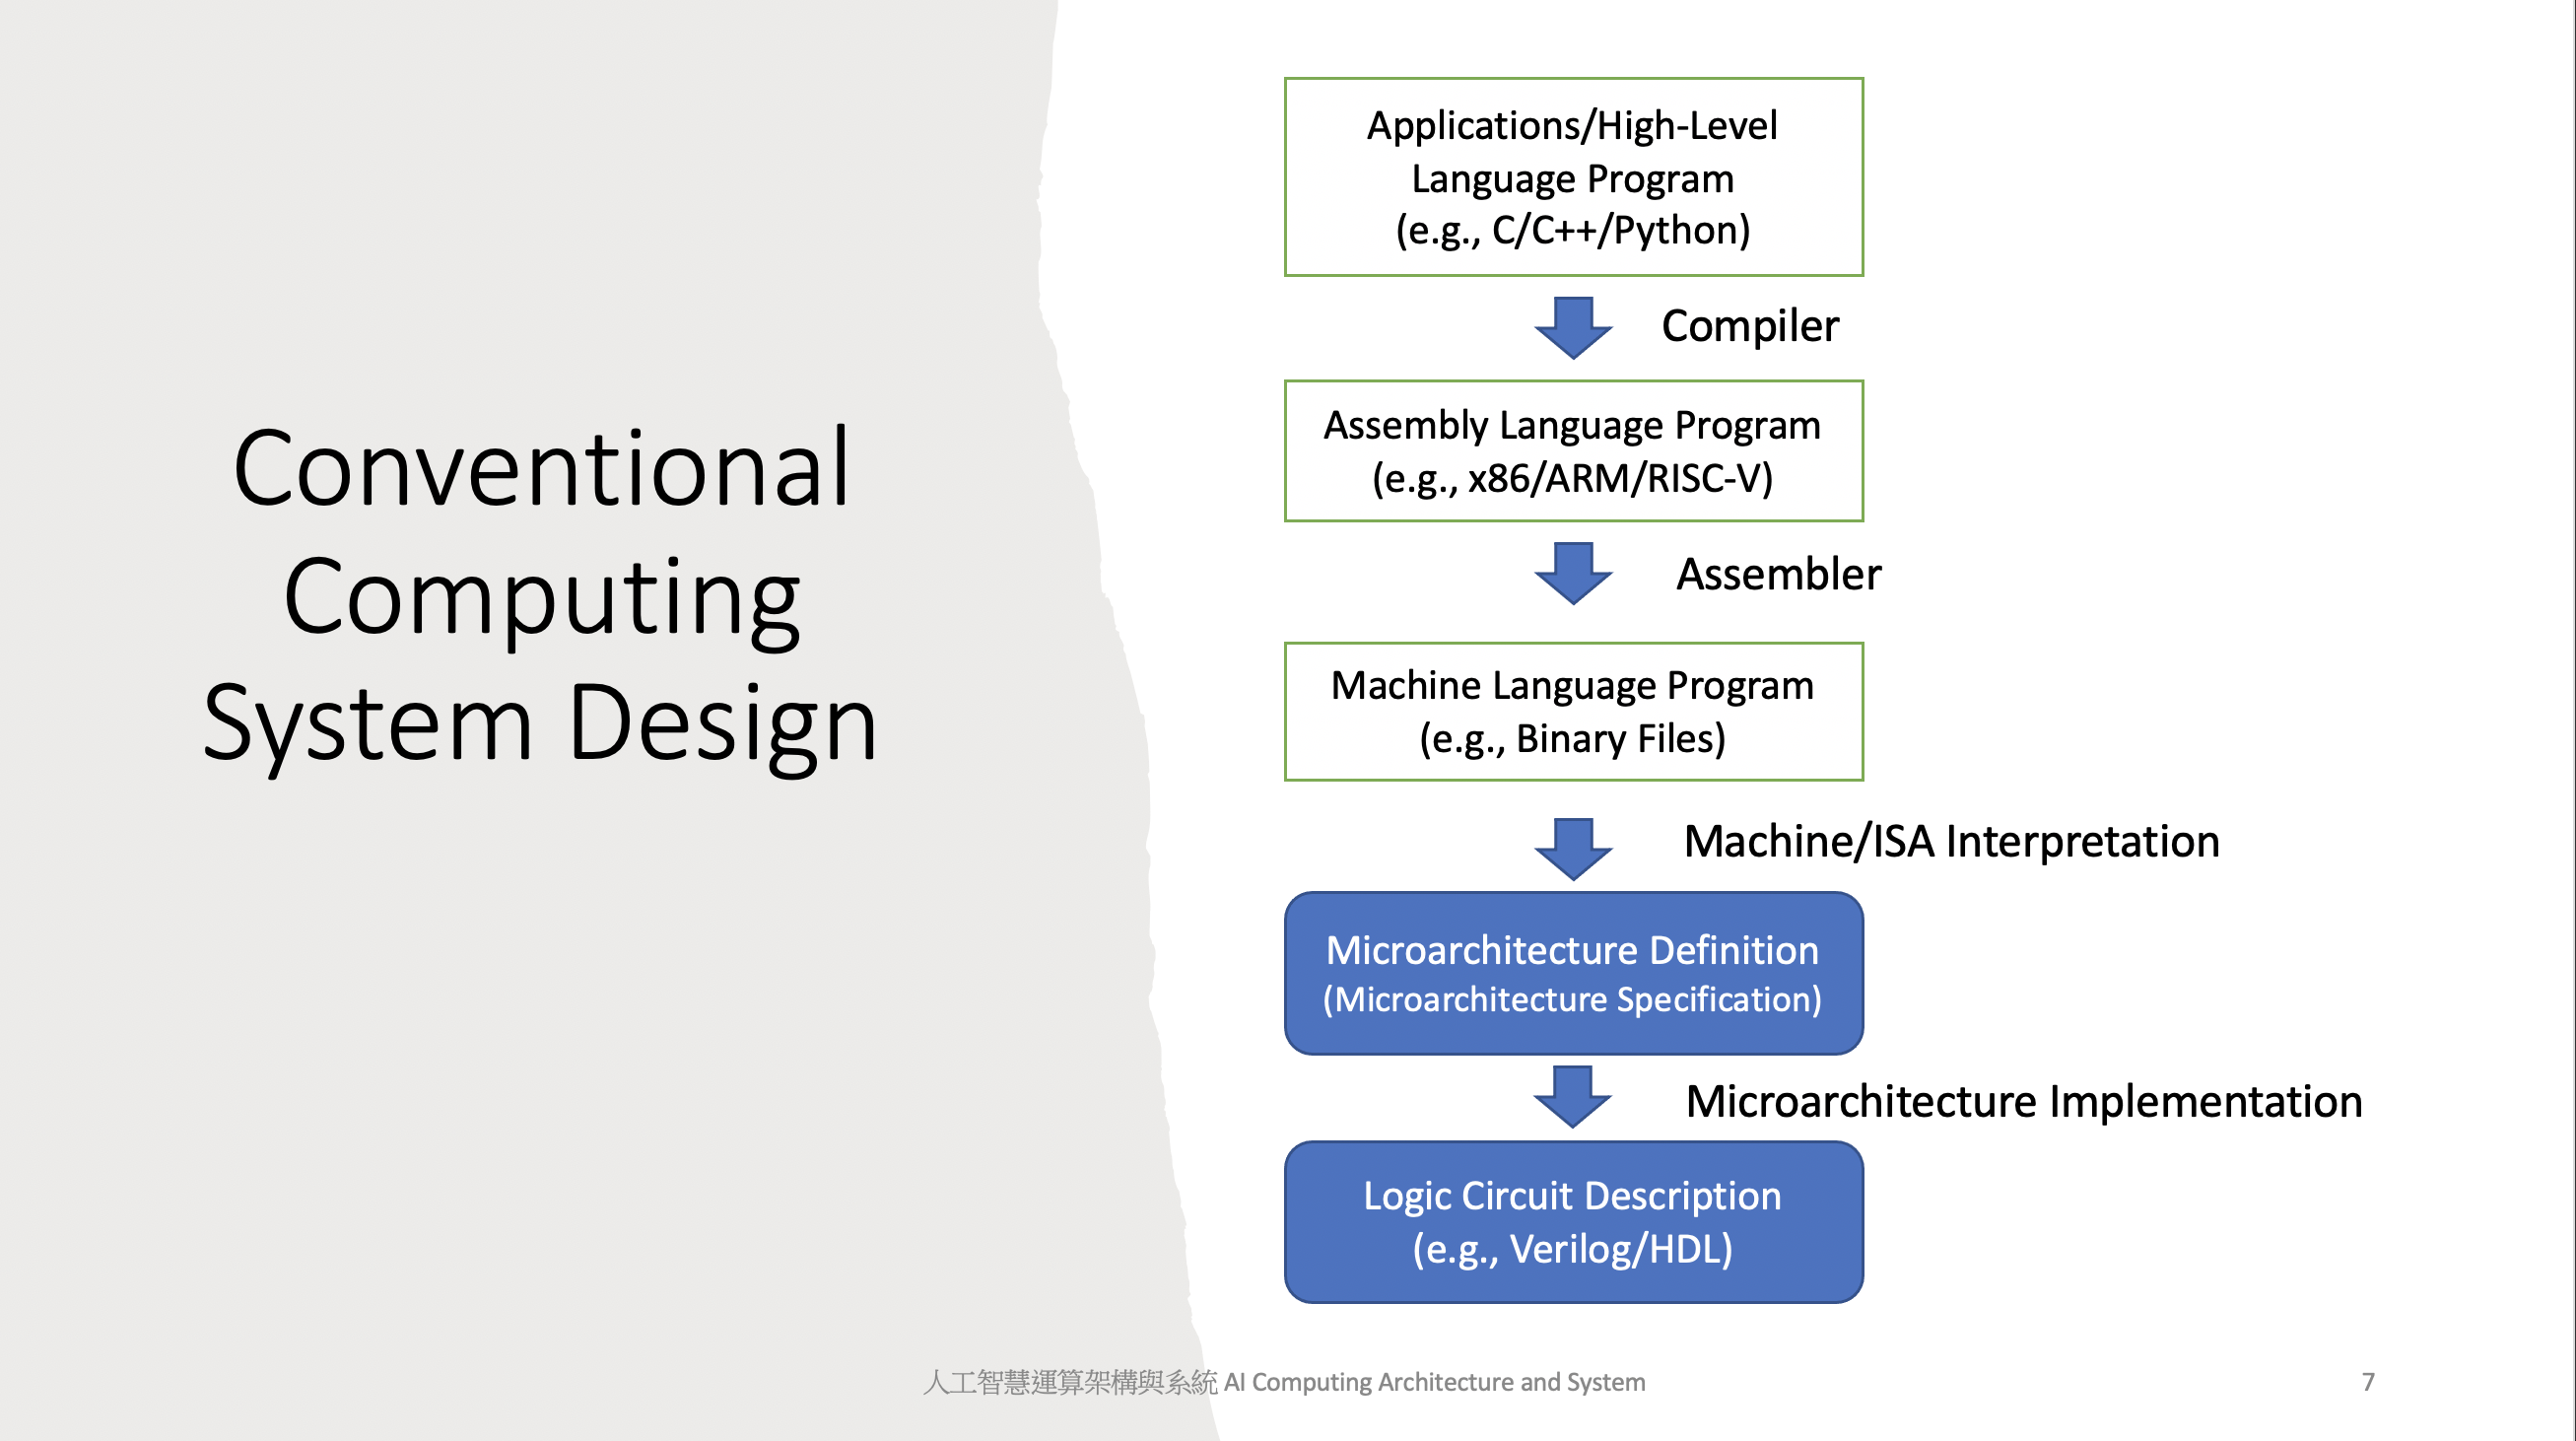 Conventional
Computing
System Design
Applications/High-Level
Language Program
(e.g., C/C++/Python)
Compiler
Assembly Language Program
(e.g., x86/ARM/RISC-V)
Assembler
Machine Language Program
(e.g., Binary Files)
Machine/ISA Interpretation
Microarchitecture Definition
(Microarchitecture Specification)
Microarchitecture Implementation
Logic Circuit Description
(e.g., Verilog/HDL)
人工智慧運算架構與系統 AI Computing Architecture and System
7